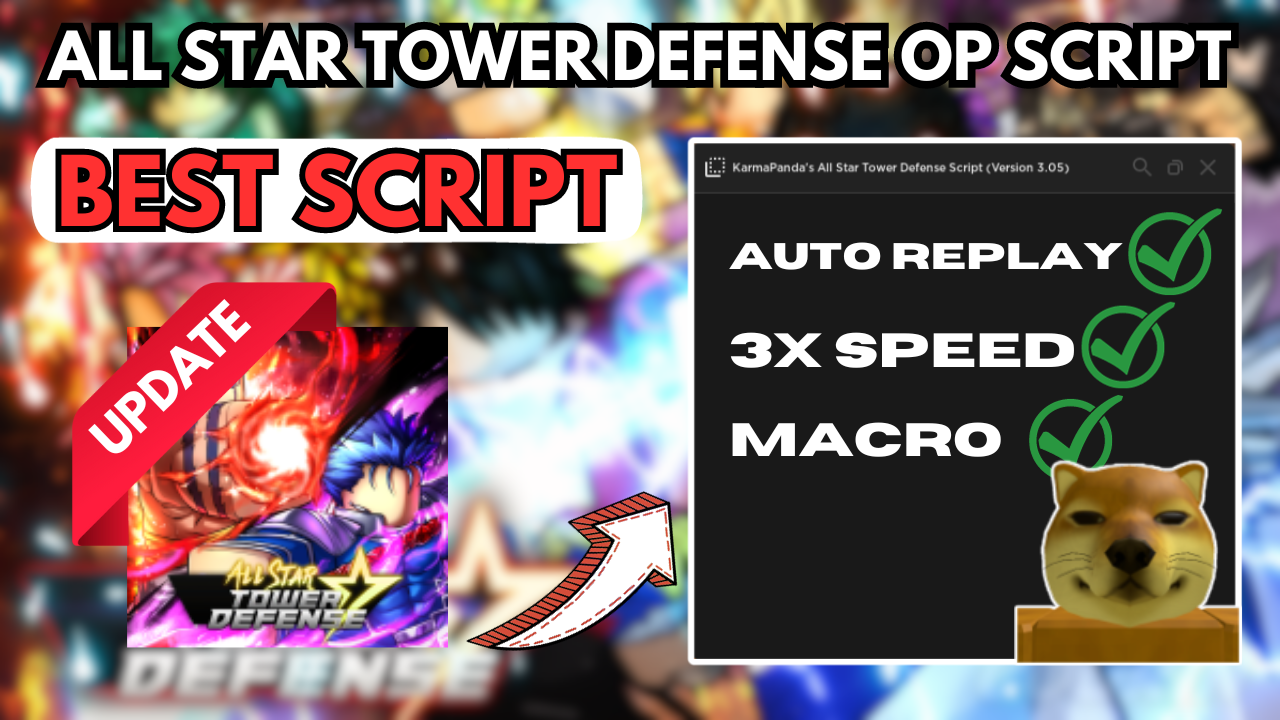 ALL STAR TOWER DEFENSE OP SCRIPT
BEST SCRIPT
KarmaPanda's All Star Tower Defense Script (Version 3.05)
AUTO REPLAY
3X SPEED
MACRO
UPDATE
ALL STAR
TOWER
DEFENSE
DEFENSE